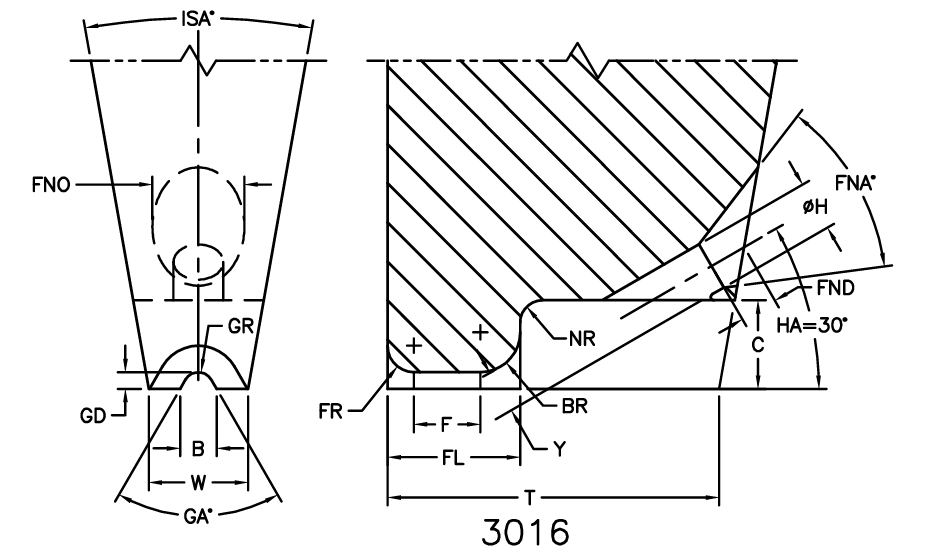 ISA°
FNO
FNA°
øH
FND
GR
NR
HA=30°
C
GD
FR
F
BR
B
Y
FL
W
T
GA°
3016